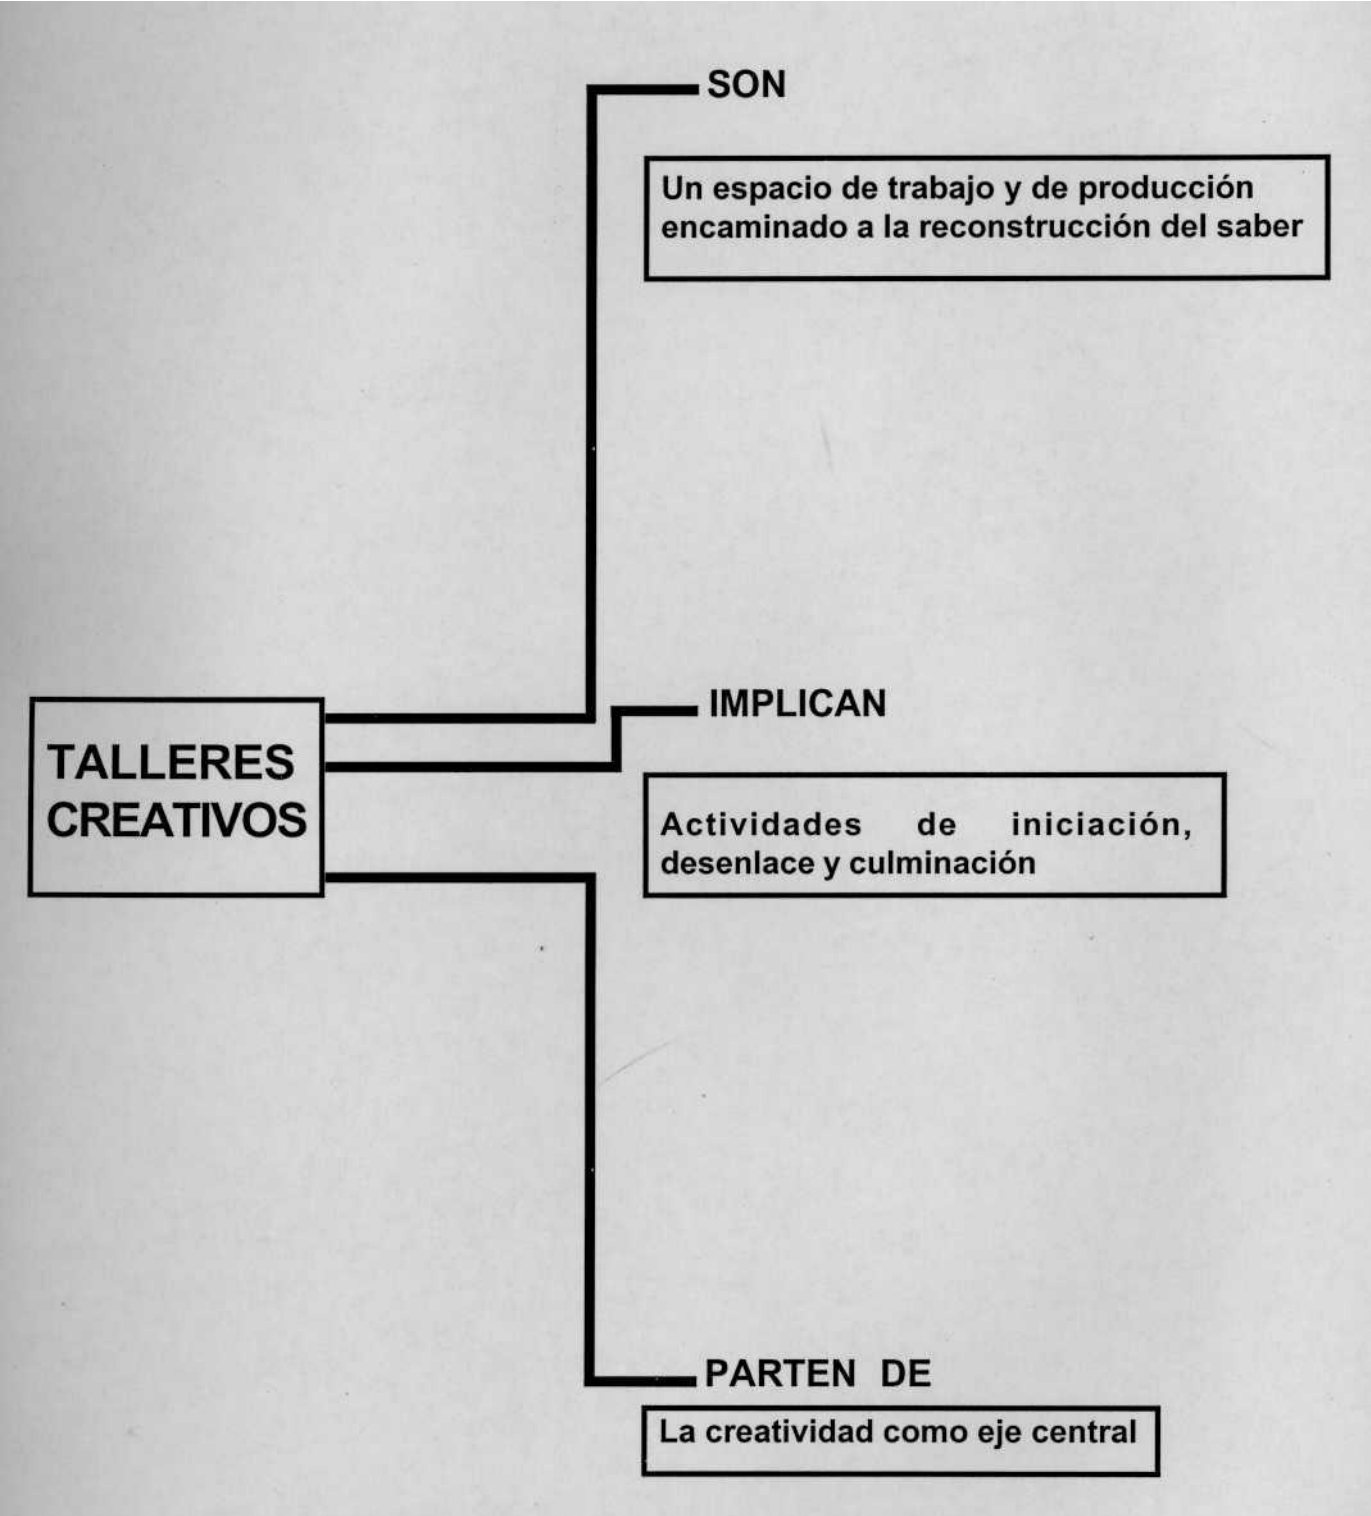 SON
Un espacio de trabajo y de producción
encaminado a la reconstrucción del saber
TALLERES
CREATIVOS
IMPLICAN
Actividades de iniciación,
desenlace y culminación
PARTEN DE
La creatividad como eje central